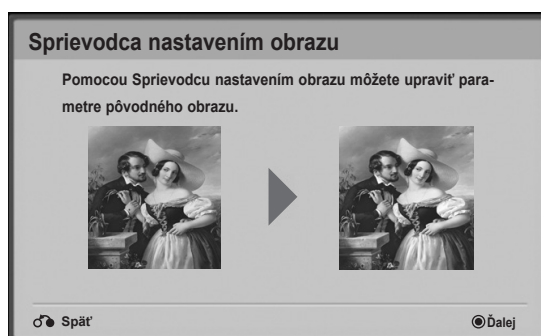 Sprievodca nastavením obrazu
Pomocou Sprievodcu nastavením obrazu môžete upraviť para-
metre pôvodného obrazu.
Späť
Ďalej